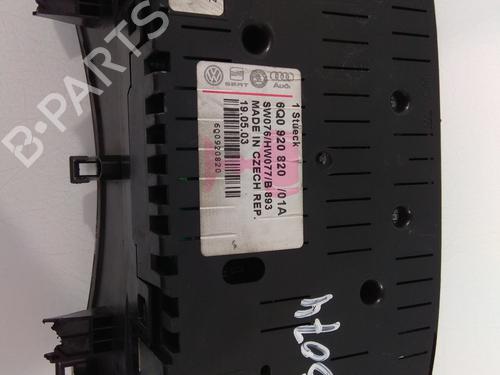 B-PARTS
SEAT
Audi
1 Stueck
6Q0 920 820 /01A
SW076/HW077/B 893
MADE IN CZECH REP.
19.05.03
6Q0920820